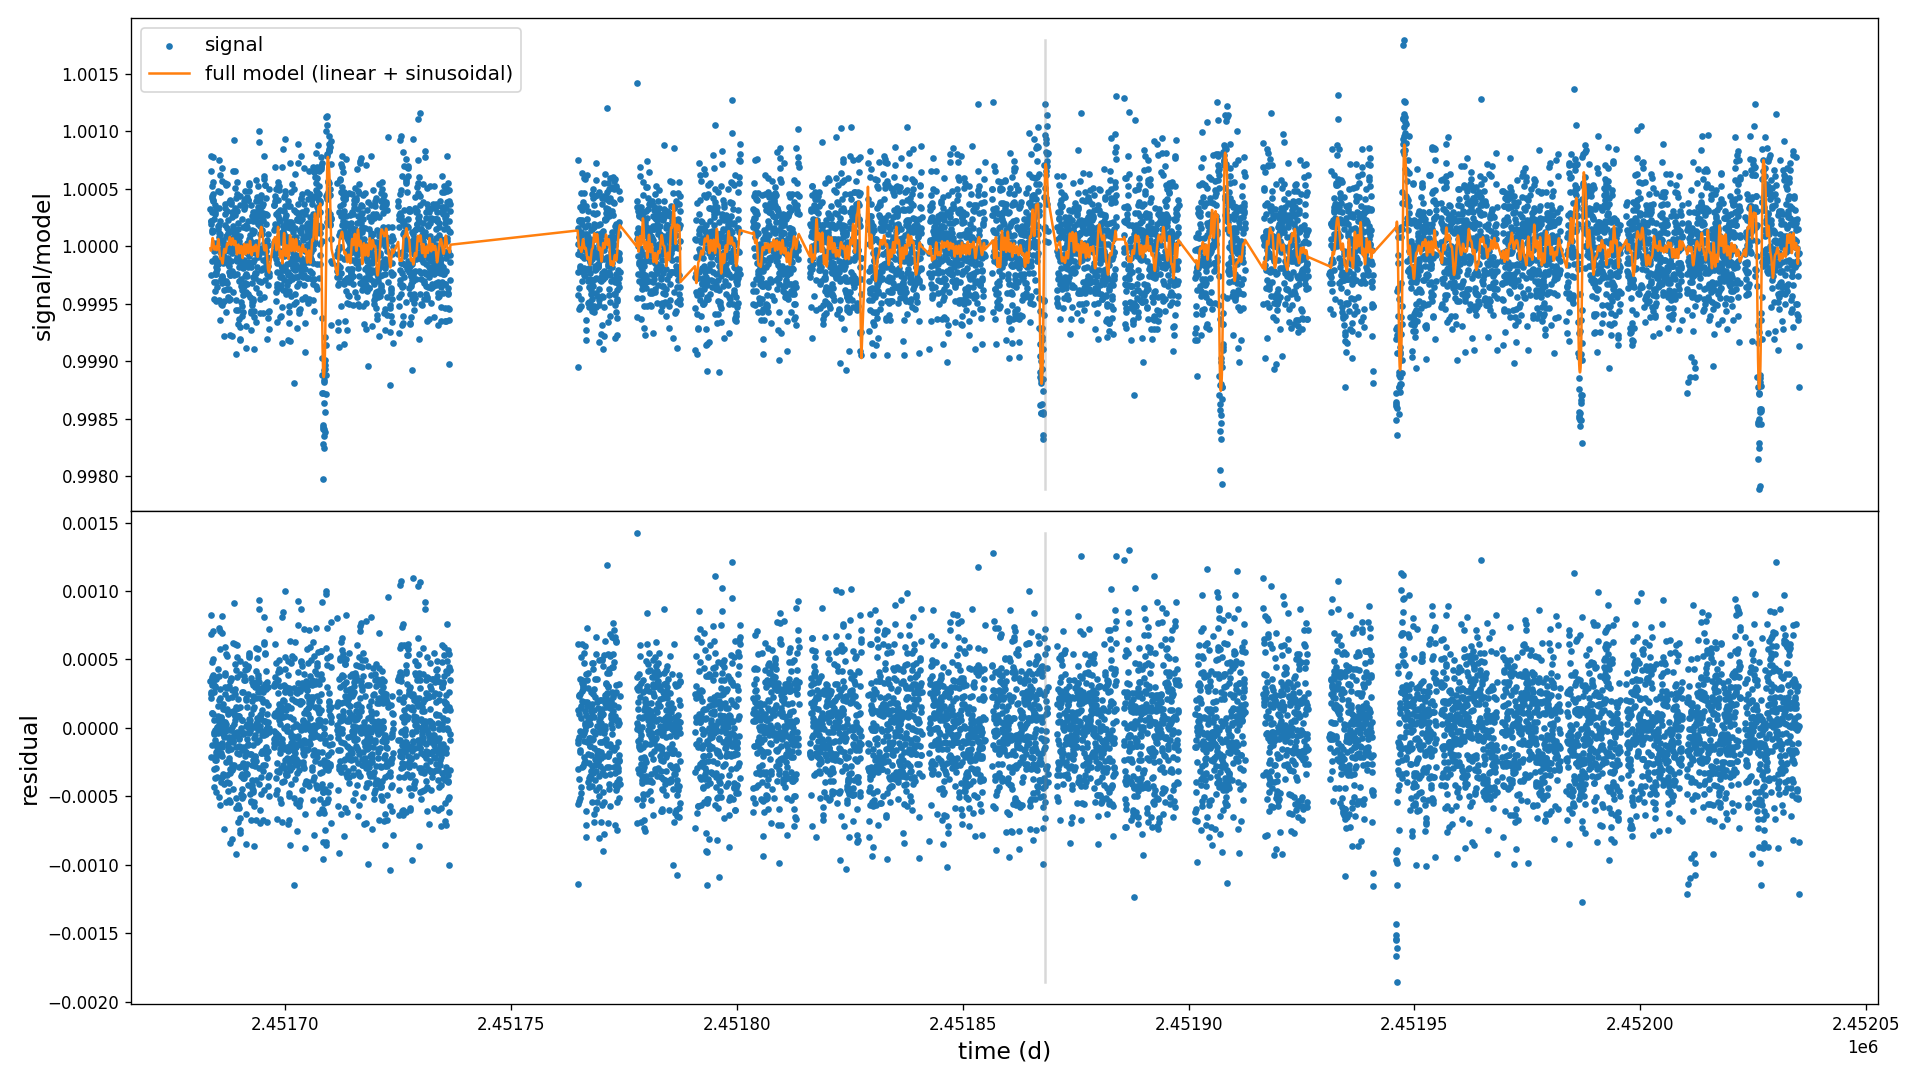 signal
full model (linear + sinusoidal)
signal/model
1.0015
1.0010
1.0005
1.0000
0.9995
0.9990
0.9985
0.9980
residual
0.0015
0.0010
0.0005
0.0000
−0.0005
−0.0010
−0.0015
−0.0020
2.45170 2.45175 2.45180 2.45185 2.45190 2.45195 2.45200 2.45205
1e6
time (d)